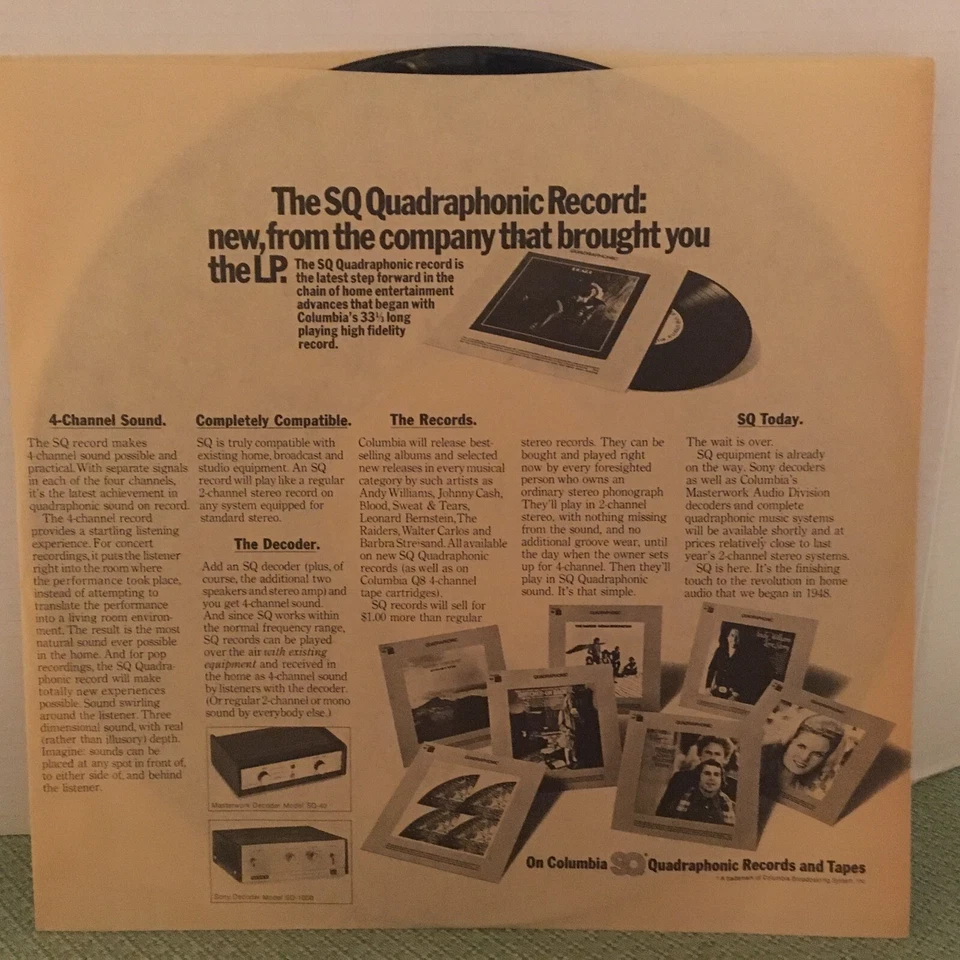 The SQ Quadraphonic Record:
new, from the company that brought you
the LP.
The SQ Quadraphonic record is
the latest step forward in the
chain of home entertainment
advances that began with
Columbia's 33⅓ long
playing high fidelity
record.
QUADRAPHONIC
4-Channel Sound.
The SQ record makes
4-channel sound possible and
practical. With separate signals
in each of the four channels,
it's the latest achievement in
quadraphonic sound on record.
The 4-channel record
provides a startling listening
experience. For concert
recordings, it puts the listener
right into the room where
the performance took place,
instead of attempting to
translate the performance
into a living room environ-
ment. The result is the most
natural sound ever possible
in the home. And for pop
recordings, the SQ Quadra-
phonic record will make
totally new experiences
possible. Sound swirling
around the listener. Three
dimensional sound, with real
(rather than illusory) depth.
Imagine: sounds can be
placed at any spot in front of,
to either side of, and behind
the listener.
Completely Compatible.
SQ is truly compatible with
existing home, broadcast and
studio equipment. An SQ
record will play like a regular
2-channel stereo record on
any system equipped for
standard stereo.
The Decoder.
Add an SQ decoder (plus, of
course, the additional two
speakers and stereo amp) and
you get 4-channel sound.
And since SQ works within
the normal frequency range,
SQ records can be played
over the air with existing
equipment and received in
the home as 4-channel sound
by listeners with the decoder.
(Or regular 2-channel or mono
sound by everybody else.)
Masterwork Decoder Model SQ-40
Sony Decoder Model SQ-1000
The Records.
Columbia will release best-
selling albums and selected
new releases in every musical
category by such artists as
Andy Williams, Johnny Cash,
Blood, Sweat & Tears,
Leonard Bernstein, The
Raiders, Walter Carlos and
Barbra Streisand. All available
on new SQ Quadraphonic
records (as well as on
Columbia Q8 4-channel
tape cartridges).
SQ records will sell for
$1.00 more than regular
stereo records. They can be
bought and played right
now by every foresighted
person who owns an
ordinary stereo phonograph
They'll play in 2-channel
stereo, with nothing missing
from the sound, and no
additional groove wear, until
the day when the owner sets
up for 4-channel. Then they'll
play in SQ Quadraphonic
sound. It's that simple.
SQ Today.
The wait is over.
SQ equipment is already
on the way. Sony decoders
as well as Columbia's
Masterwork Audio Division
decoders and complete
quadraphonic music systems
will be available shortly and at
prices relatively close to last
year's 2-channel stereo systems.
SQ is here. It's the finishing
touch to the revolution in home
audio that we began in 1948.
QUADRAPHONIC
QUADRAPHONIC
QUADRAPHONIC
QUADRAPHONIC
QUADRAPHONIC
On Columbia SQ Quadraphonic Records and Tapes
* A trademark of Columbia Broadcasting System, Inc.